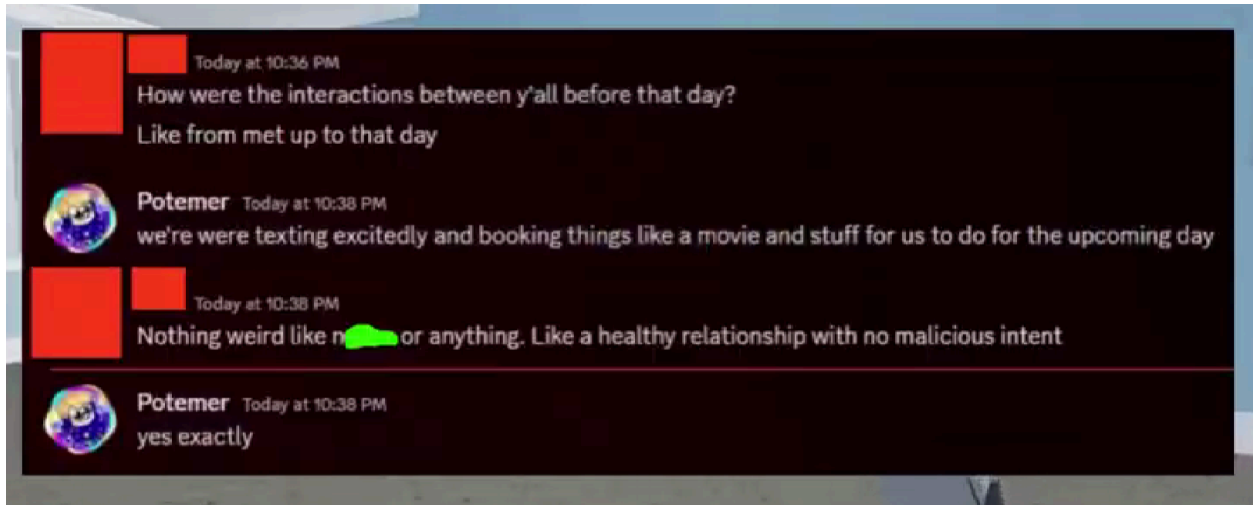 Today at 10:36 PM
How were the interactions between y'all before that day?
Like from met up to that day
Potemer Today at 10:38 PM
we're were texting excitedly and booking things like a movie and stuff for us to do for the upcoming day
Today at 10:38 PM
Nothing weird like or anything. Like a healthy relationship with no malicious intent
Potemer Today at 10:38 PM
yes exactly